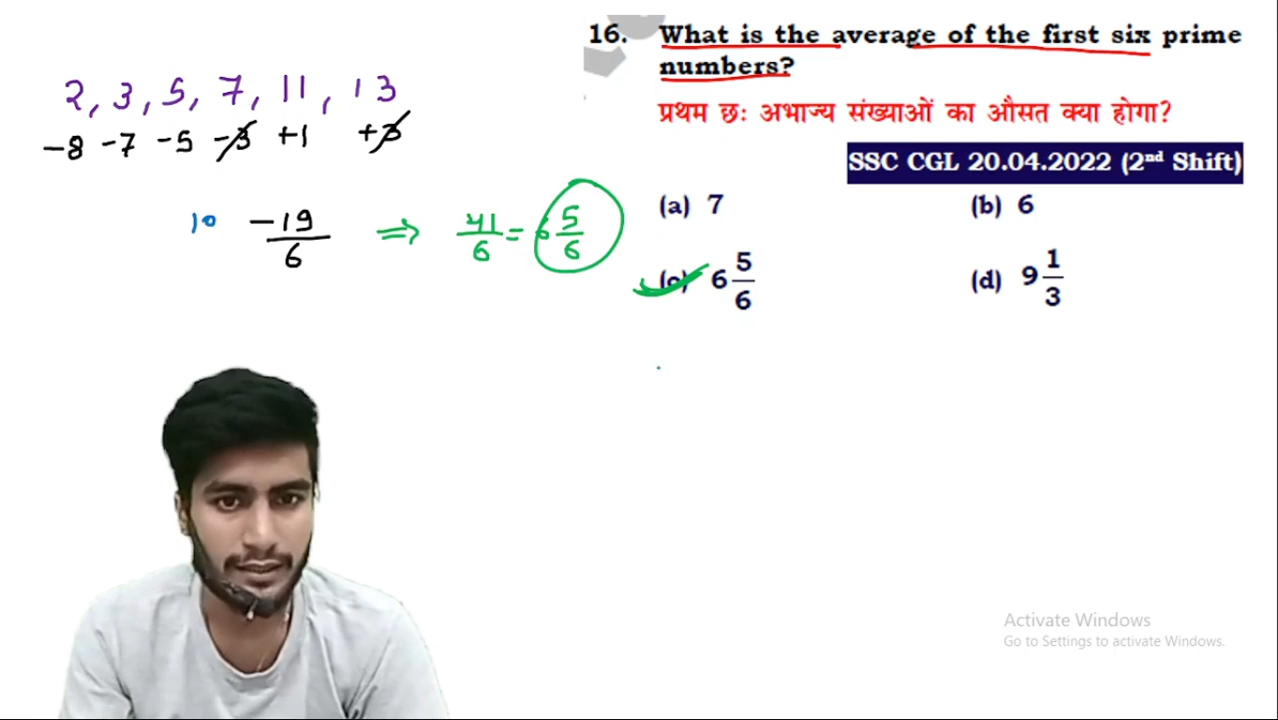 16. What is the average of the first six prime
numbers?
प्रथम छः अभाज्य संख्याओं का औसत क्या होगा?
SSC CGL 20.04.2022 (2nd Shift)
(a) 7 (b) 6
(c) 6 5/6 (d) 9 1/3
2, 3, 5, 7, 11, 13
-8 -7 -5 -3 +1 +3
10 -19/6 ⇒ 41/6 = 6 5/6
Activate Windows
Go to Settings to activate Windows.